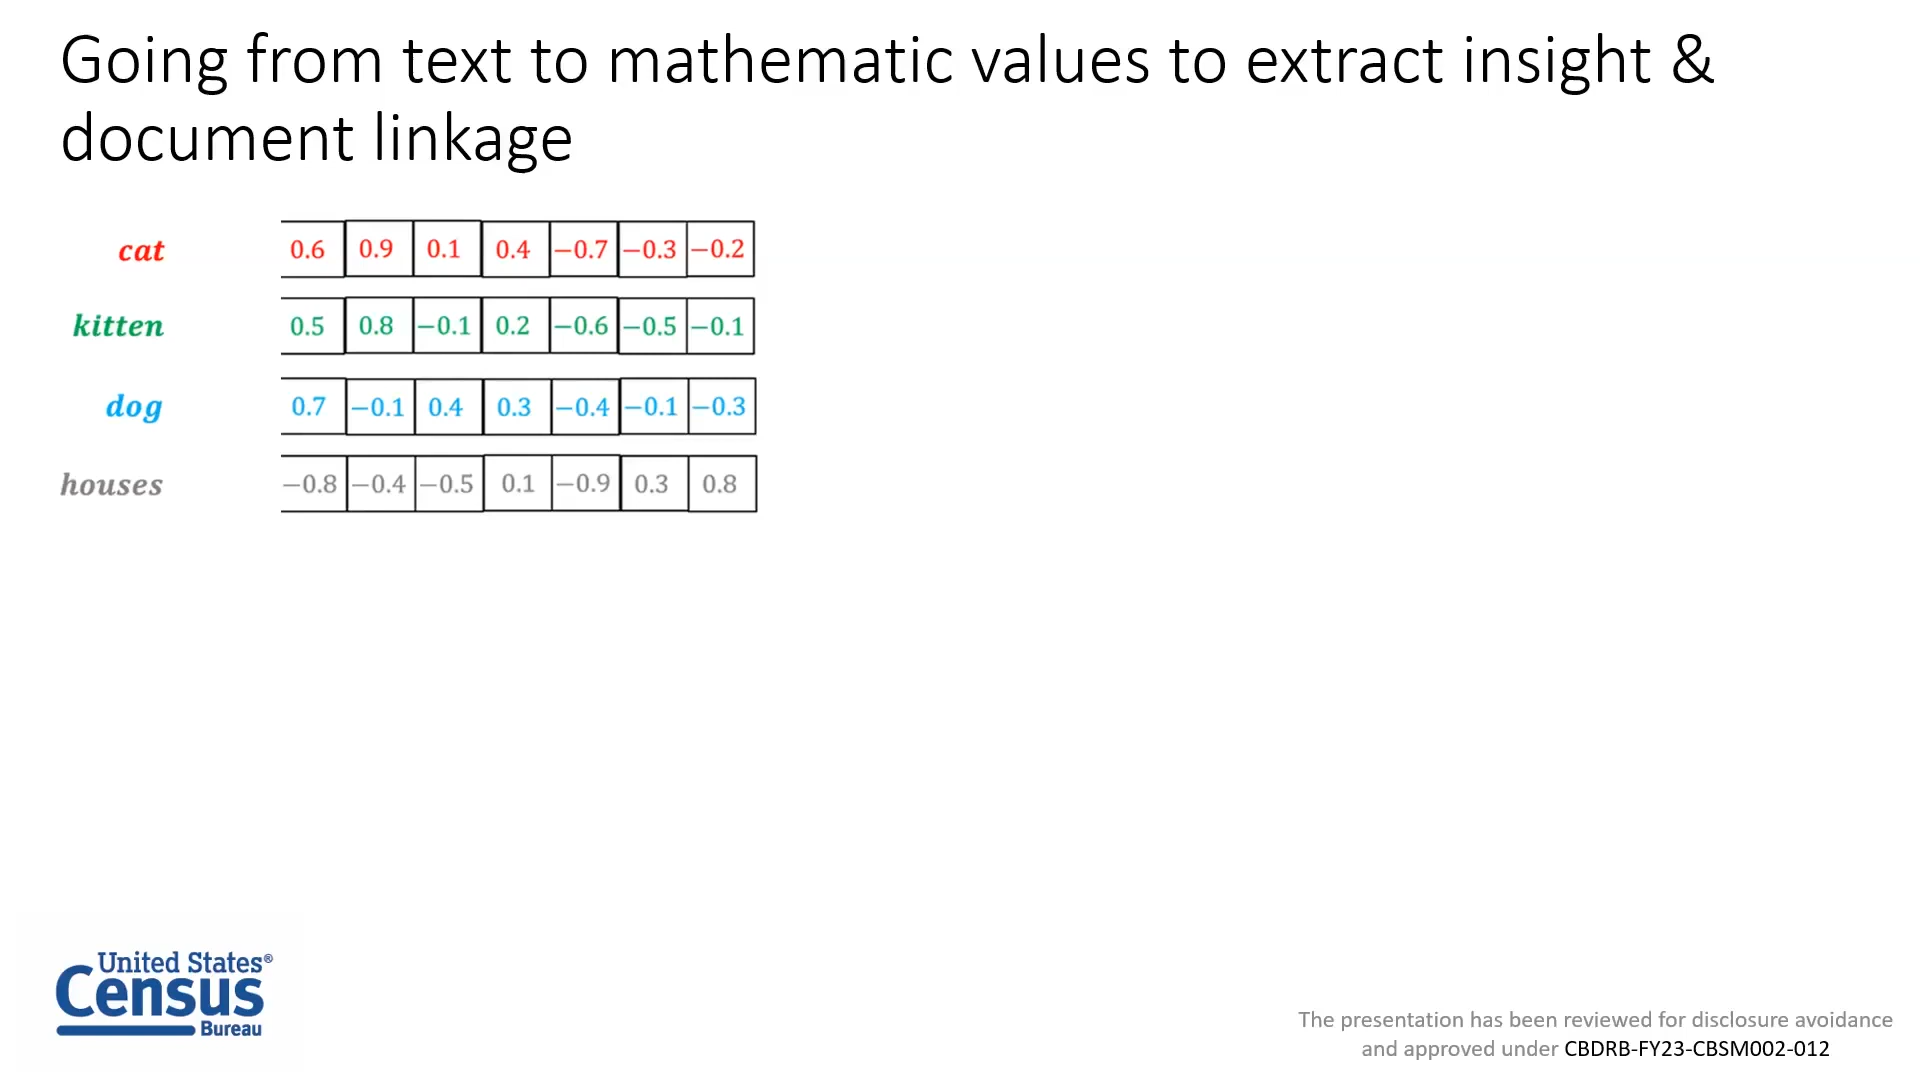 Going from text to mathematic values to extract insight &
document linkage
cat 0.6 0.9 0.1 0.4 −0.7 −0.3 −0.2
kitten 0.5 0.8 −0.1 0.2 −0.6 −0.5 −0.1
dog 0.7 −0.1 0.4 0.3 −0.4 −0.1 −0.3
houses −0.8 −0.4 −0.5 0.1 −0.9 0.3 0.8
United States®
Census
Bureau
The presentation has been reviewed for disclosure avoidance
and approved under CBDRB-FY23-CBSM002-012